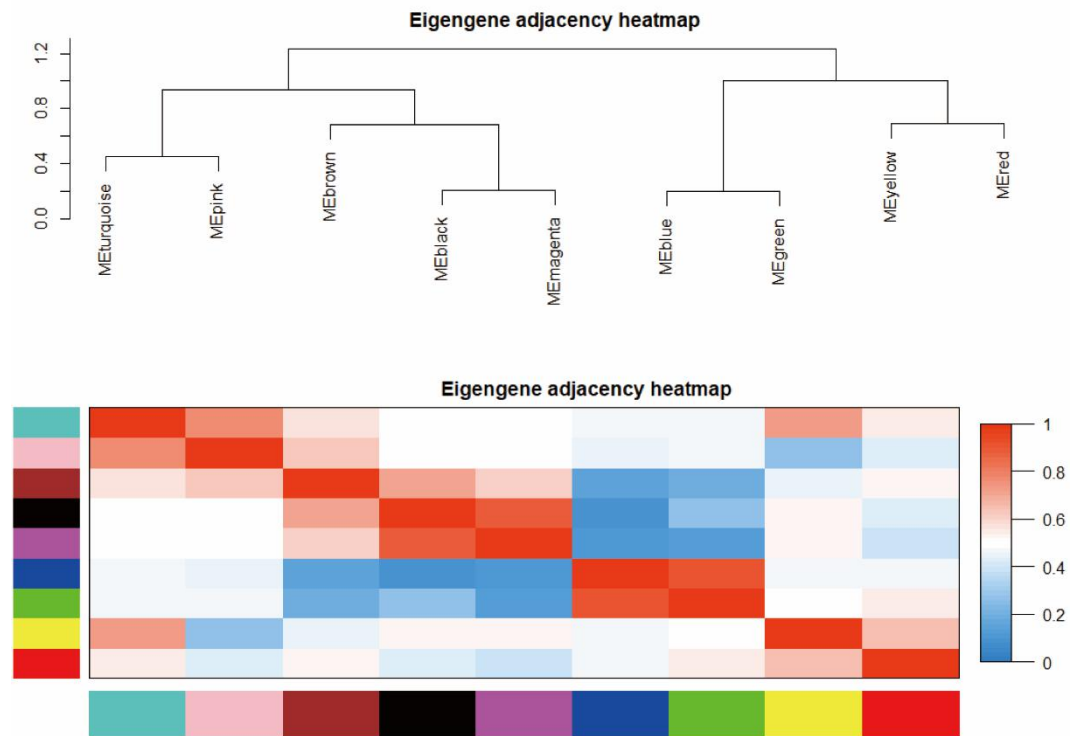 Eigengene adjacency heatmap
1.2
0.8
0.4
0.0
MEturquoise
MEpink
MEbrown
MEblack
MEmagenta
MEblue
MEgreen
MEyellow
MEred
Eigengene adjacency heatmap
1
0.8
0.6
0.4
0.2
0